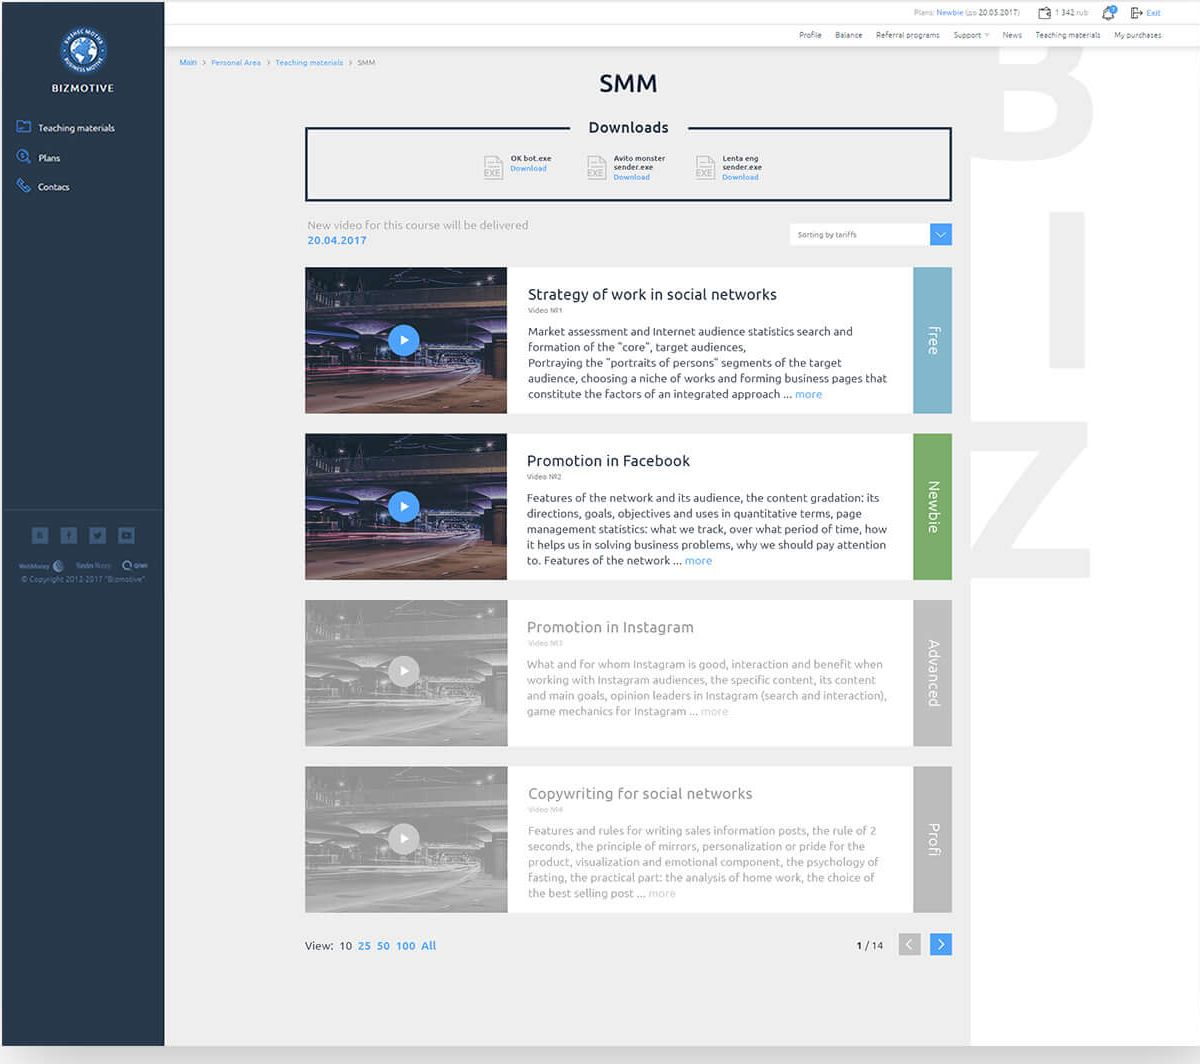 Plans: Newbie (до 20.05.2017)
1 342 rub
Exit
Profile Balance Referral programs Support News Teaching materials My purchases
BUSINESS MOTIVE
BIZMOTIVE
Teaching materials
Plans
Contacs
WebMoney
QIWI
© Copyright 2012-2017 "Bizmotive"
Main > Personal Area > Teaching materials > SMM
SMM
Downloads
EXE
OK bot.exe
Download
EXE
Avito monster
sender.exe
Download
EXE
Lenta eng
sender.exe
Download
New video for this course will be delivered
20.04.2017
Sorting by tariffs
Strategy of work in social networks
Video №1
Market assessment and Internet audience statistics search and
formation of the "core", target audiences,
Portraying the "portraits of persons" segments of the target
audience, choosing a niche of works and forming business pages that
constitute the factors of an integrated approach ... more
Free
Promotion in Facebook
Video №2
Features of the network and its audience, the content gradation: its
directions, goals, objectives and uses in quantitative terms, page
management statistics: what we track, over what period of time, how
it helps us in solving business problems, why we should pay attention
to. Features of the network ... more
Newbie
Promotion in Instagram
Video №3
What and for whom Instagram is good, interaction and benefit when
working with Instagram audiences, the specific content, its content
and main goals, opinion leaders in Instagram (search and interaction),
game mechanics for Instagram ... more
Advanced
Copywriting for social networks
Video №4
Features and rules for writing sales information posts, the rule of 2
seconds, the principle of mirrors, personalization or pride for the
product, visualization and emotional component, the psychology of
fasting, the practical part: the analysis of home work, the choice of
the best selling post ... more
Profi
View: 10 25 50 100 All
1 / 14
B
I
Z